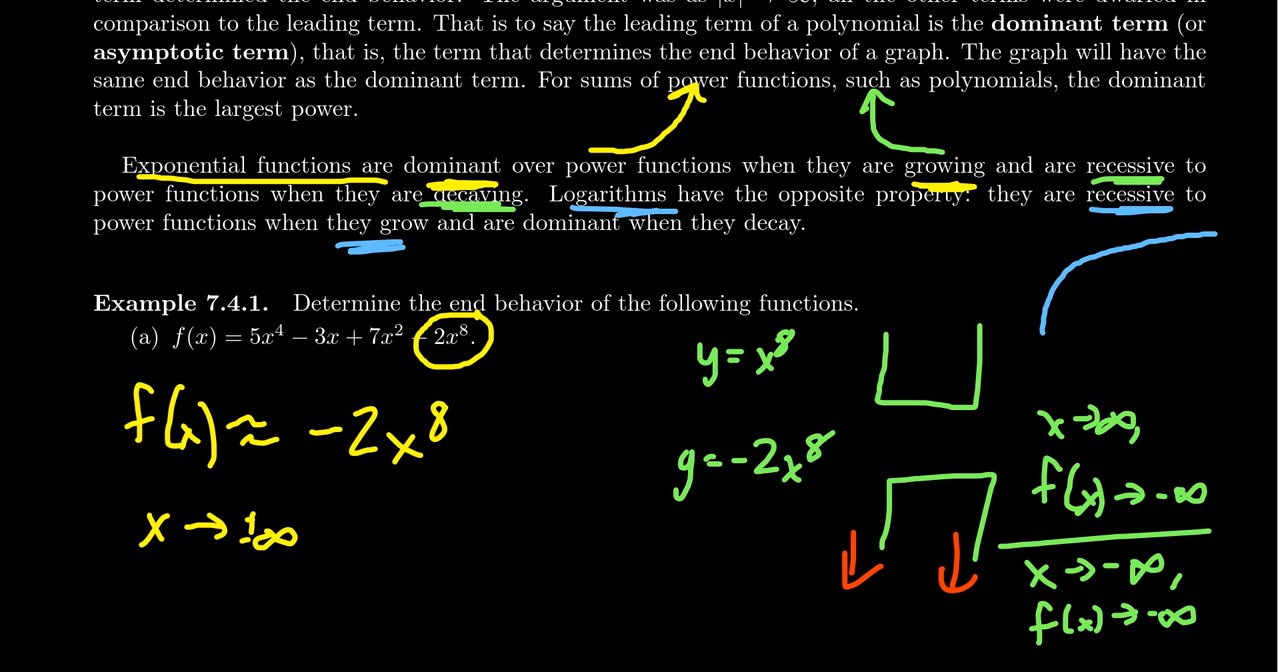 comparison to the leading term. That is to say the leading term of a polynomial is the dominant term (or
asymptotic term), that is, the term that determines the end behavior of a graph. The graph will have the
same end behavior as the dominant term. For sums of power functions, such as polynomials, the dominant
term is the largest power.
Exponential functions are dominant over power functions when they are growing and are recessive to
power functions when they are decaying. Logarithms have the opposite property: they are recessive to
power functions when they grow and are dominant when they decay.
Example 7.4.1. Determine the end behavior of the following functions.
(a) f(x) = 5x⁴ − 3x + 7x² − 2x⁸.
f(x) ≈ -2x⁸
x → ±∞
y = x⁸
y = -2x⁸
x → ∞,
f(x) → -∞
x → -∞,
f(x) → -∞